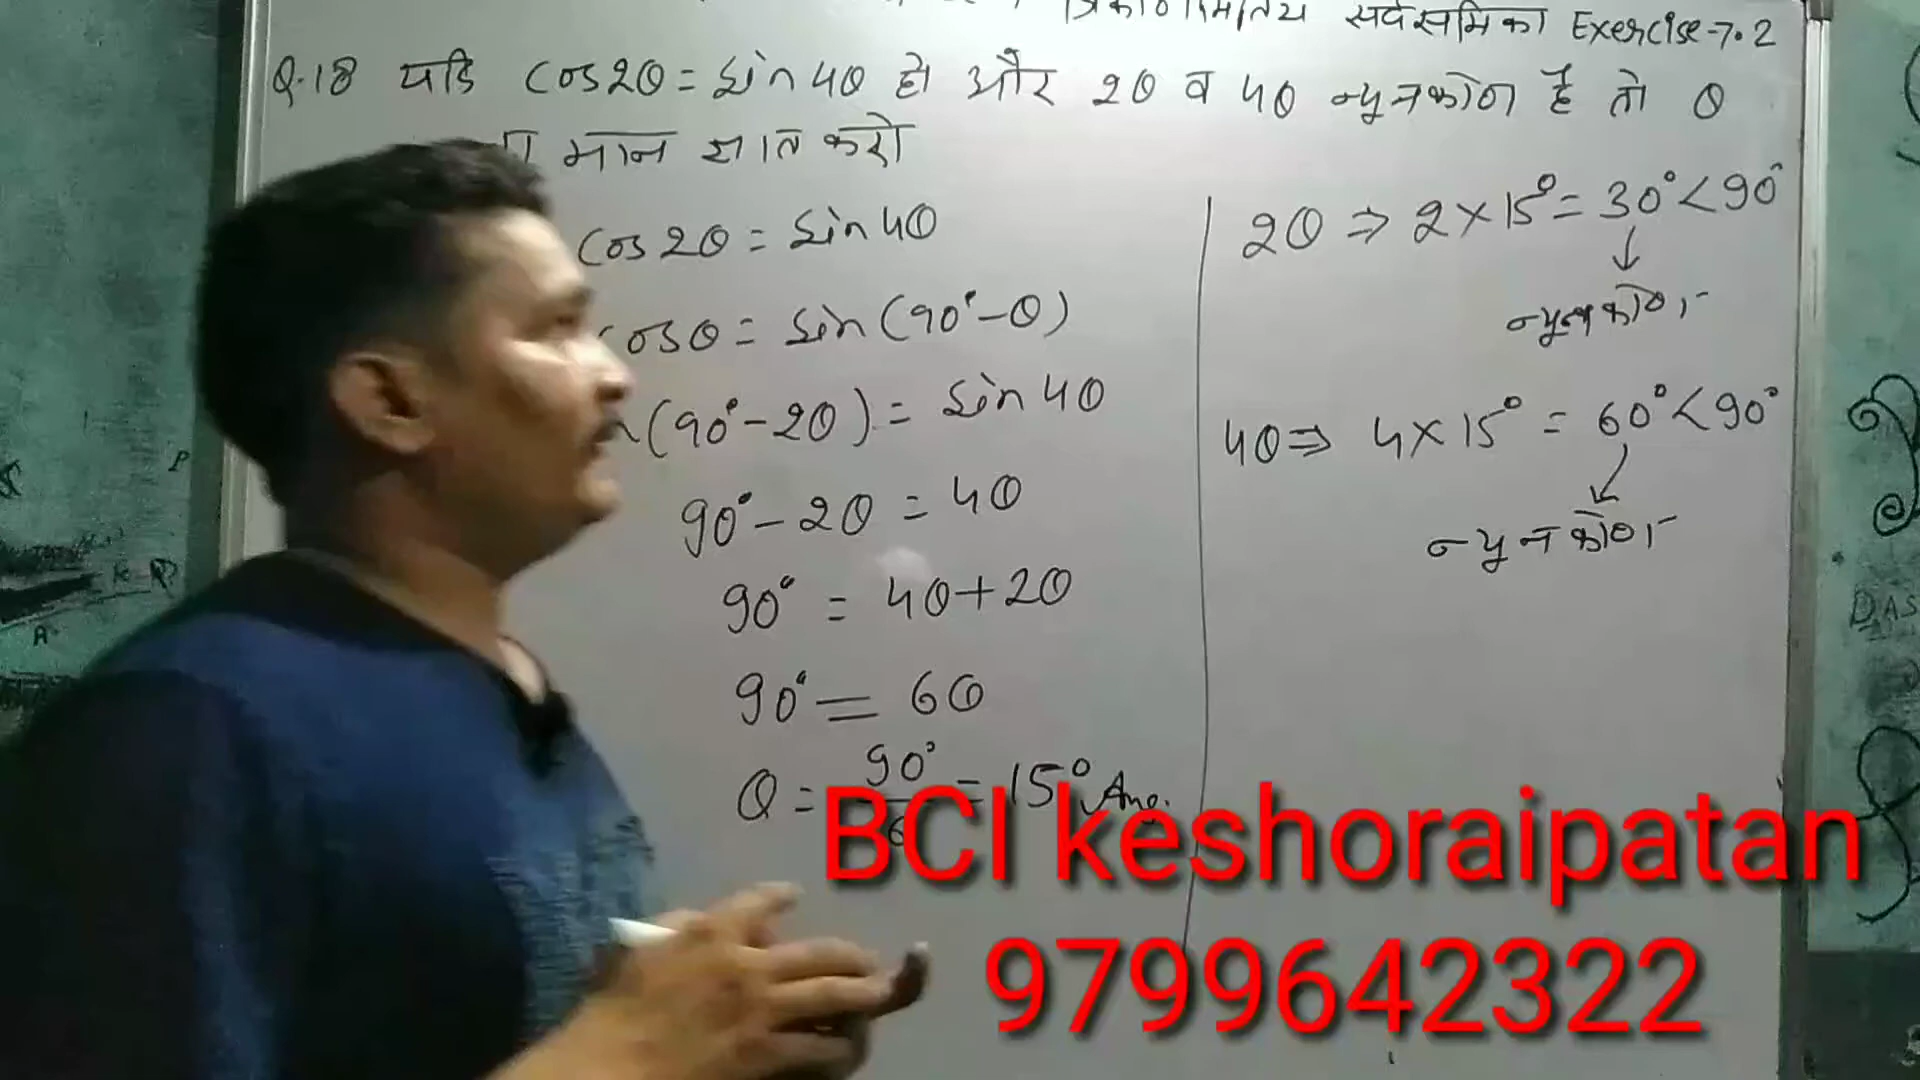 त्रिकोणमितिय सर्वसमिका Exercise-7.2
Q.18 यदि cos2θ = sin4θ हो और 2θ व 4θ न्यूनकोण है तो θ
मान ज्ञात करो
cos2θ = sin4θ
cosθ = sin(90°-θ)
(90°-2θ) = sin4θ
90°-2θ = 4θ
90° = 4θ+2θ
90° = 6θ
θ = 90°/6 = 15° Ans.
2θ ⇒ 2×15° = 30° < 90°
↓
न्यूनकोण
4θ ⇒ 4×15° = 60° < 90°
↓
न्यूनकोण
DAS
BCI keshoraipatan
9799642322